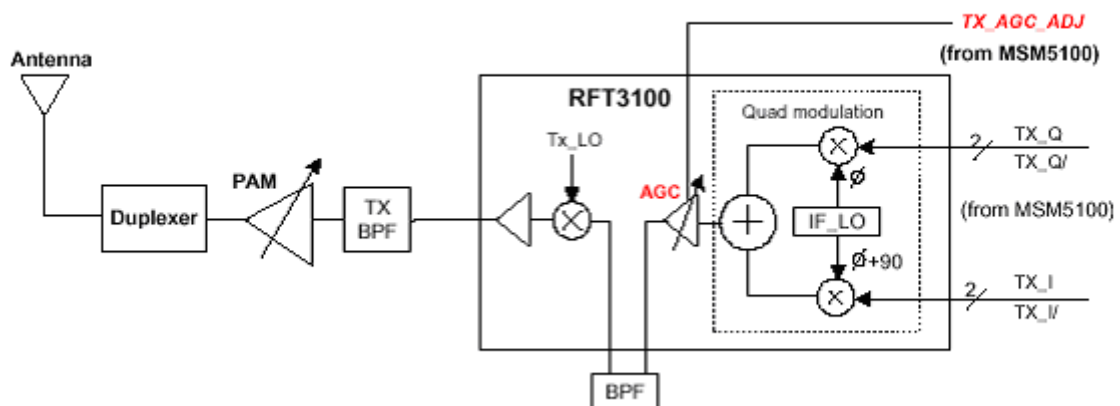 TX_AGC_ADJ
(from MSM5100)
Antenna
RFT3100
Quad modulation
Tx_LO
2
TX_Q
TX_Q/
PAM
AGC
Ø
Duplexer
TX
BPF
IF_LO
(from MSM5100)
Ø+90
2
TX_I
TX_I/
BPF